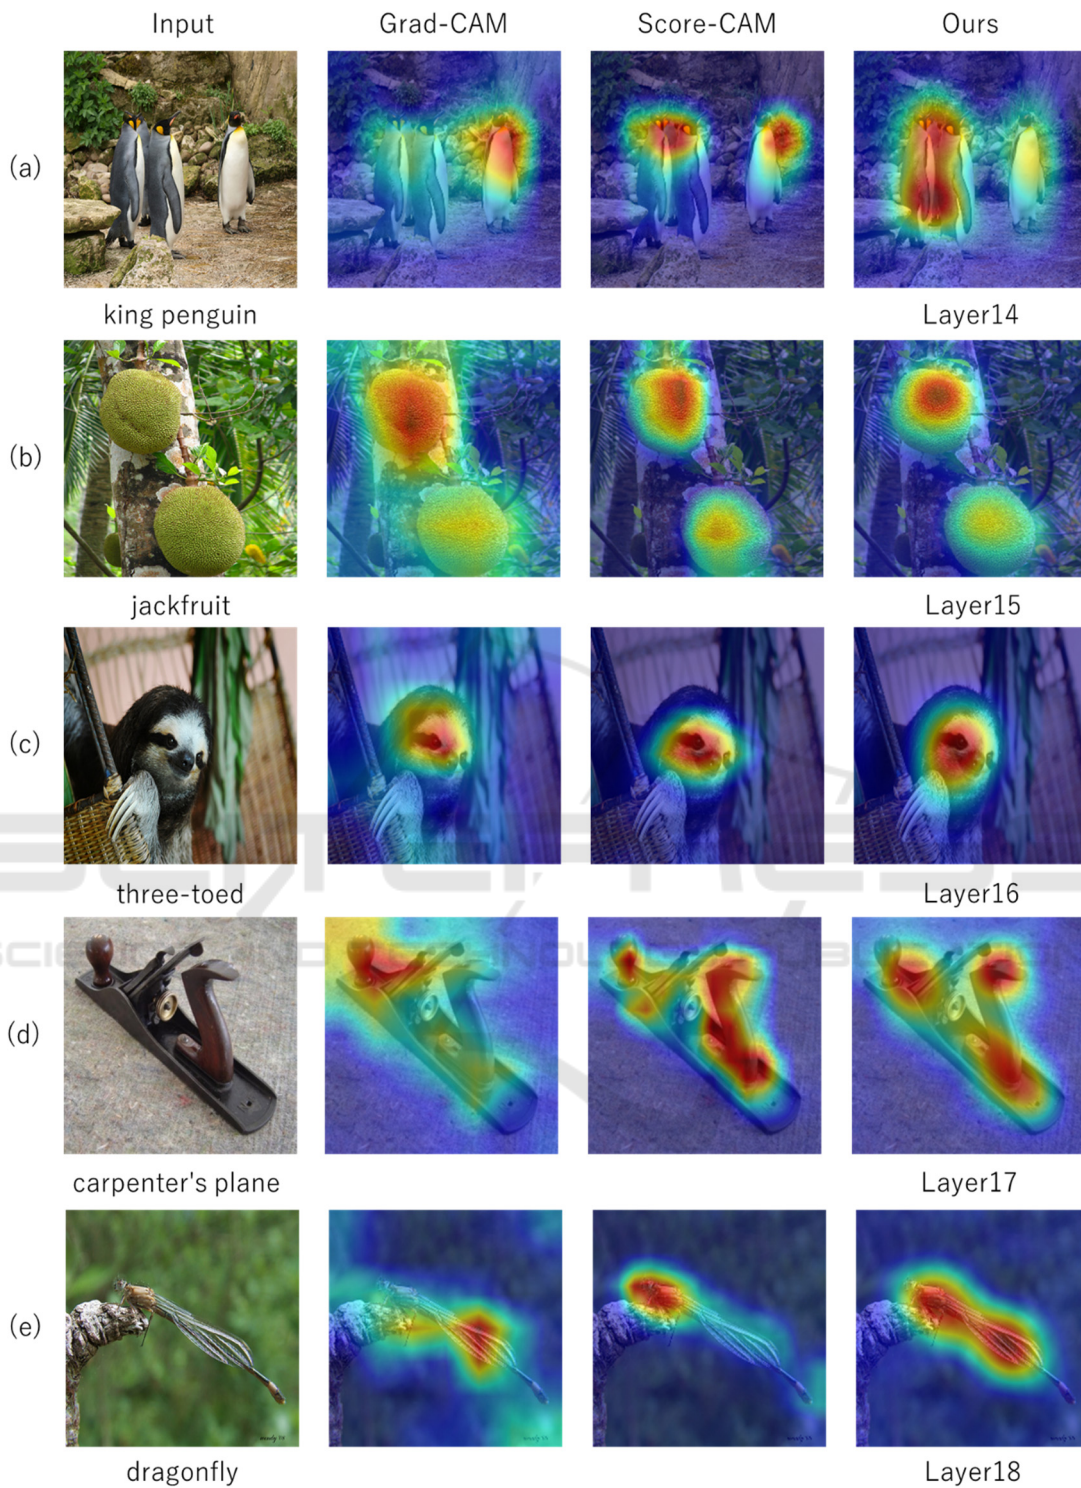 Input Grad-CAM Score-CAM Ours
(a)
king penguin Layer14
(b)
jackfruit Layer15
(c)
three-toed Layer16
(d)
carpenter's plane Layer17
(e)
dragonfly Layer18